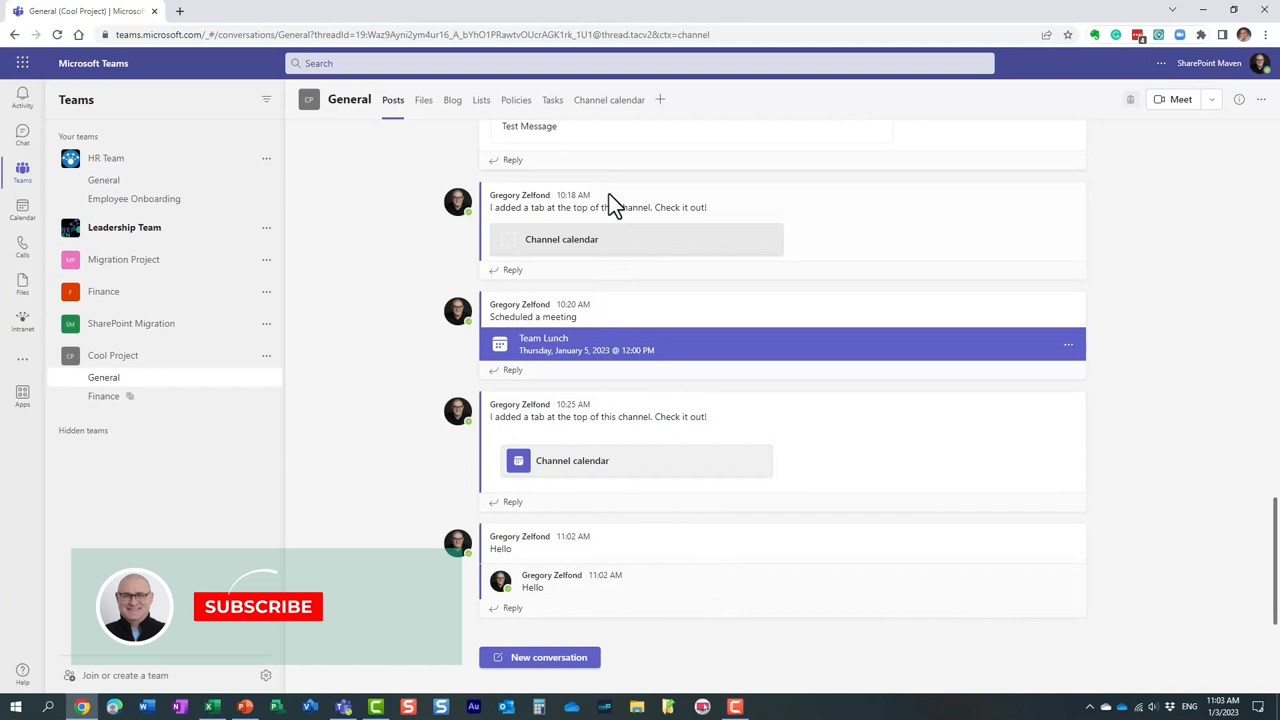 General (Cool Project) | Microsof
teams.microsoft.com/_#/conversations/General?threadId=19:Waz9Ayni2ym4ur16_A_bYhO1PRawtvOUcrAGK1rk_1U1@thread.tacv2&ctx=channel
4
Microsoft Teams
Search
SharePoint Maven
Activity
Chat
Teams
Calendar
Calls
Files
Intranet
Apps
Help
Teams
Your teams
HR Team
General
Employee Onboarding
Leadership Team
MP Migration Project
F Finance
SM SharePoint Migration
CP Cool Project
General
Finance
Hidden teams
SUBSCRIBE
Join or create a team
CP General Posts Files Blog Lists Policies Tasks Channel calendar
Meet
Test Message
Reply
Gregory Zelfond 10:18 AM
I added a tab at the top of this channel. Check it out!
Channel calendar
Reply
Gregory Zelfond 10:20 AM
Scheduled a meeting
Team Lunch
Thursday, January 5, 2023 @ 12:00 PM
Reply
Gregory Zelfond 10:25 AM
I added a tab at the top of this channel. Check it out!
Channel calendar
Reply
Gregory Zelfond 11:02 AM
Hello
Gregory Zelfond 11:02 AM
Hello
Reply
New conversation
11:03 AM
1/3/2023